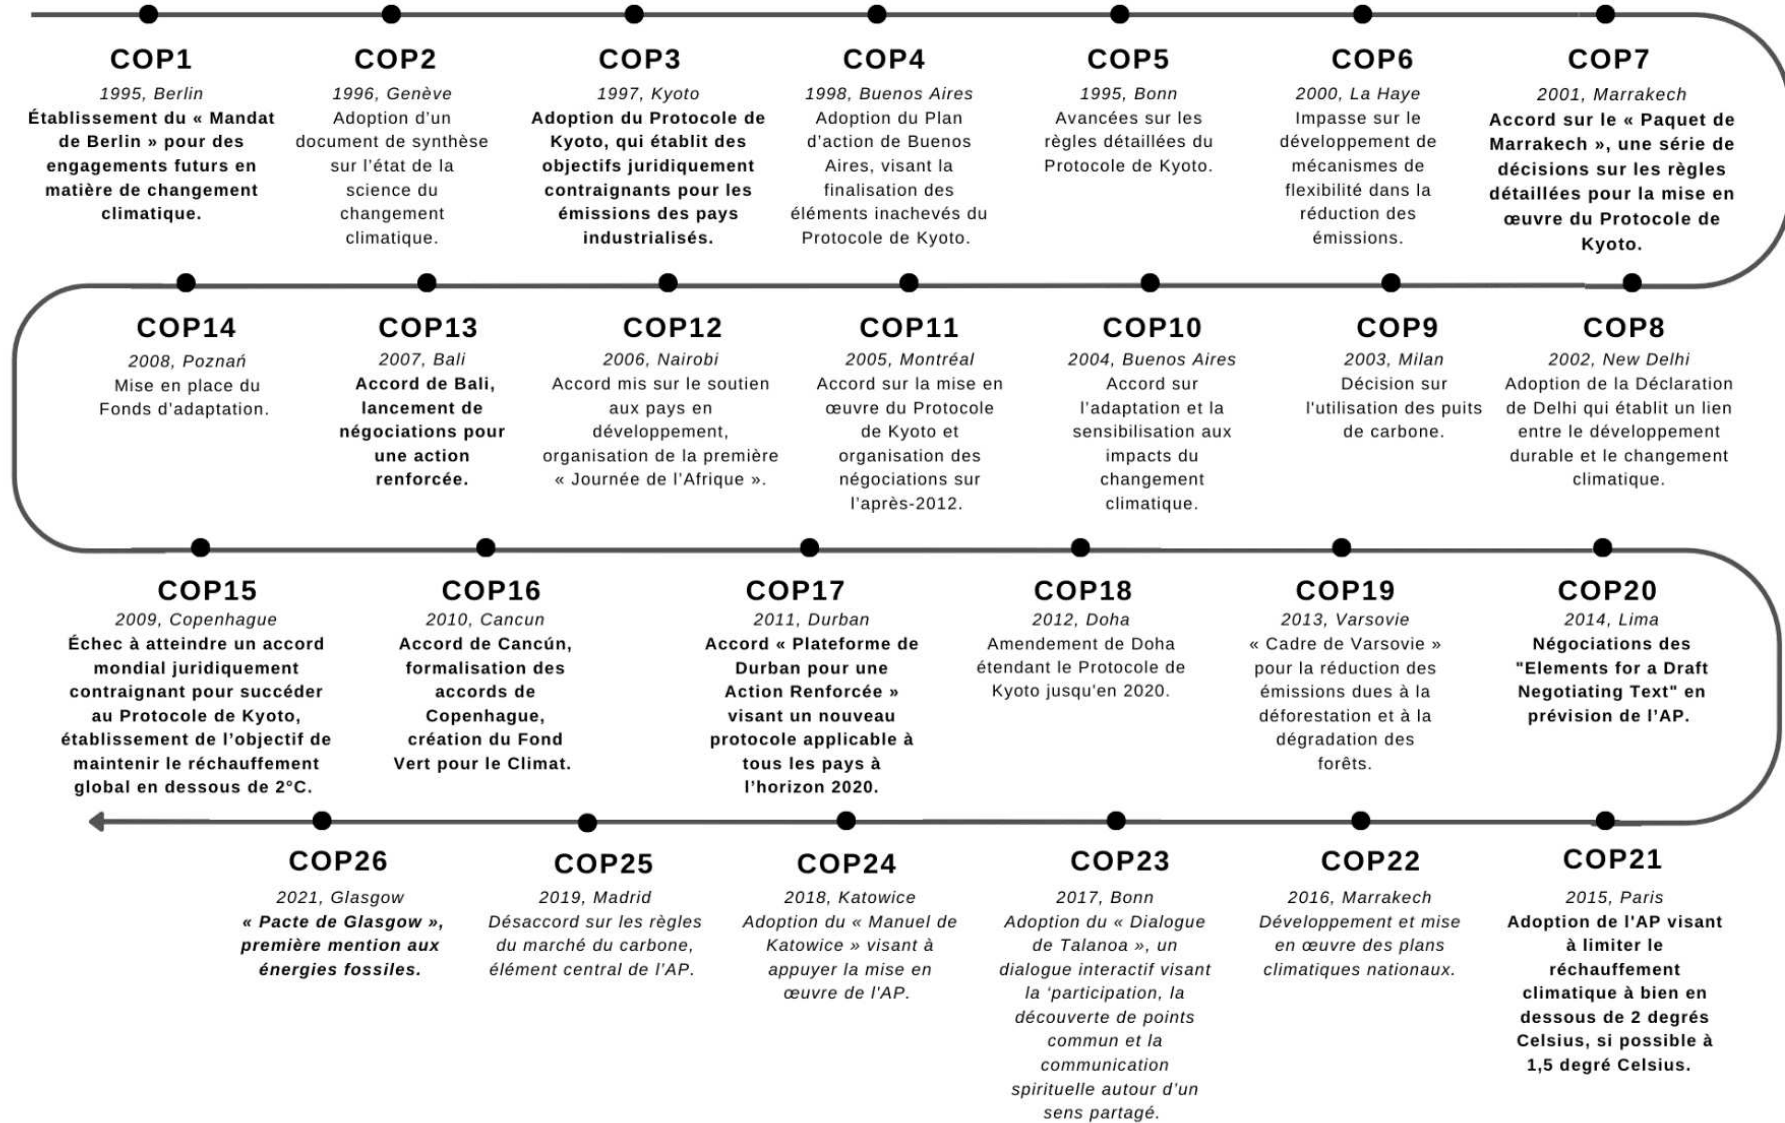 COP1
1995, Berlin
Établissement du « Mandat
de Berlin » pour des
engagements futurs en
matière de changement
climatique.
COP2
1996, Genève
Adoption d'un
document de synthèse
sur l'état de la
science du
changement
climatique.
COP3
1997, Kyoto
Adoption du Protocole de
Kyoto, qui établit des
objectifs juridiquement
contraignants pour les
émissions des pays
industrialisés.
COP4
1998, Buenos Aires
Adoption du Plan
d'action de Buenos
Aires, visant la
finalisation des
éléments inachevés du
Protocole de Kyoto.
COP5
1995, Bonn
Avancées sur les
règles détaillées du
Protocole de Kyoto.
COP6
2000, La Haye
Impasse sur le
développement de
mécanismes de
flexibilité dans la
réduction des
émissions.
COP7
2001, Marrakech
Accord sur le « Paquet de
Marrakech », une série de
décisions sur les règles
détaillées pour la mise en
œuvre du Protocole de
Kyoto.
COP8
2002, New Delhi
Adoption de la Déclaration
de Delhi qui établit un lien
entre le développement
durable et le changement
climatique.
COP9
2003, Milan
Décision sur
l'utilisation des puits
de carbone.
COP10
2004, Buenos Aires
Accord sur
l'adaptation et la
sensibilisation aux
impacts du
changement
climatique.
COP11
2005, Montréal
Accord sur la mise en
œuvre du Protocole
de Kyoto et
organisation des
négociations sur
l'après-2012.
COP12
2006, Nairobi
Accord mis sur le soutien
aux pays en
développement,
organisation de la première
« Journée de l'Afrique ».
COP13
2007, Bali
Accord de Bali,
lancement de
négociations pour
une action
renforcée.
COP14
2008, Poznań
Mise en place du
Fonds d'adaptation.
COP15
2009, Copenhague
Échec à atteindre un accord
mondial juridiquement
contraignant pour succéder
au Protocole de Kyoto,
établissement de l'objectif de
maintenir le réchauffement
global en dessous de 2°C.
COP16
2010, Cancun
Accord de Cancún,
formalisation des
accords de
Copenhague,
création du Fond
Vert pour le Climat.
COP17
2011, Durban
Accord « Plateforme de
Durban pour une
Action Renforcée »
visant un nouveau
protocole applicable à
tous les pays à
l'horizon 2020.
COP18
2012, Doha
Amendement de Doha
étendant le Protocole de
Kyoto jusqu'en 2020.
COP19
2013, Varsovie
« Cadre de Varsovie »
pour la réduction des
émissions dues à la
déforestation et à la
dégradation des
forêts.
COP20
2014, Lima
Négociations des
"Elements for a Draft
Negotiating Text" en
prévision de l'AP.
COP21
2015, Paris
Adoption de l'AP visant
à limiter le
réchauffement
climatique à bien en
dessous de 2 degrés
Celsius, si possible à
1,5 degré Celsius.
COP22
2016, Marrakech
Développement et mise
en œuvre des plans
climatiques nationaux.
COP23
2017, Bonn
Adoption du « Dialogue
de Talanoa », un
dialogue interactif visant
la 'participation, la
découverte de points
commun et la
communication
spirituelle autour d'un
sens partagé.
COP24
2018, Katowice
Adoption du « Manuel de
Katowice » visant à
appuyer la mise en
œuvre de l'AP.
COP25
2019, Madrid
Désaccord sur les règles
du marché du carbone,
élément central de l'AP.
COP26
2021, Glasgow
« Pacte de Glasgow »,
première mention aux
énergies fossiles.